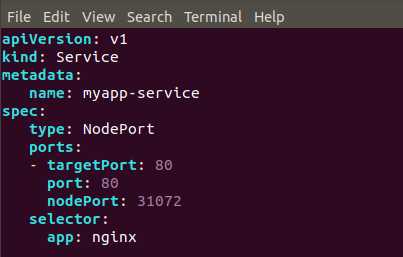 File Edit View Search Terminal Help
apiVersion: v1
kind: Service
metadata:
   name: myapp-service
spec:
   type: NodePort
   ports:
   - targetPort: 80
     port: 80
     nodePort: 31072
   selector:
     app: nginx